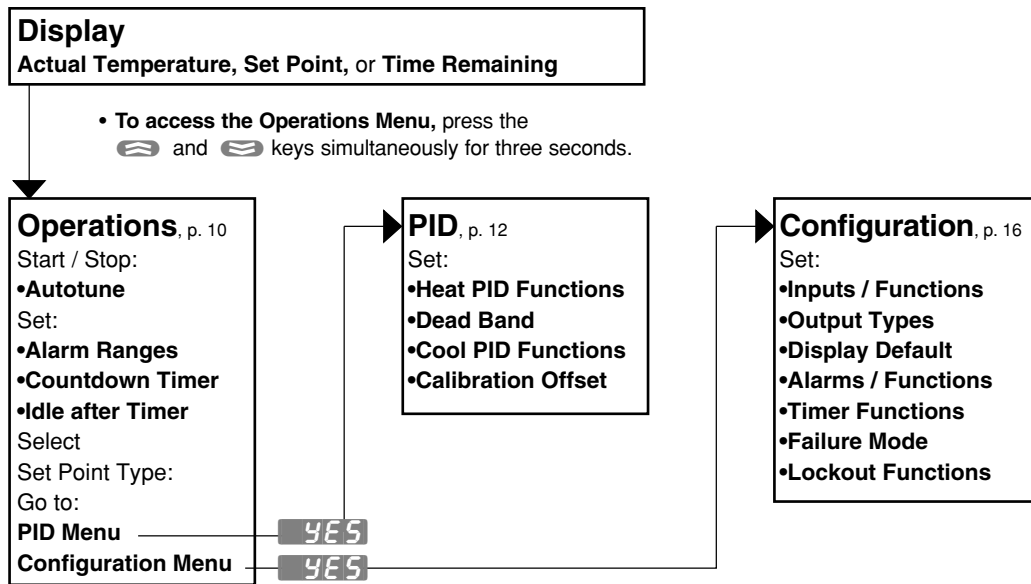 Display
Actual Temperature, Set Point, or Time Remaining
• To access the Operations Menu, press the
and keys simultaneously for three seconds.
Operations, p. 10
Start / Stop:
•Autotune
Set:
•Alarm Ranges
•Countdown Timer
•Idle after Timer
Select
Set Point Type:
Go to:
PID Menu
YES
Configuration Menu
YES
PID, p. 12
Set:
•Heat PID Functions
•Dead Band
•Cool PID Functions
•Calibration Offset
Configuration, p. 16
Set:
•Inputs / Functions
•Output Types
•Display Default
•Alarms / Functions
•Timer Functions
•Failure Mode
•Lockout Functions